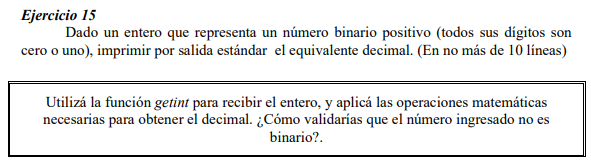 Ejercicio 15
Dado un entero que representa un número binario positivo (todos sus dígitos son
cero o uno), imprimir por salida estándar el equivalente decimal. (En no más de 10 líneas)
Utilizá la función getint para recibir el entero, y aplicá las operaciones matemáticas
necesarias para obtener el decimal. ¿Cómo validarías que el número ingresado no es
binario?.